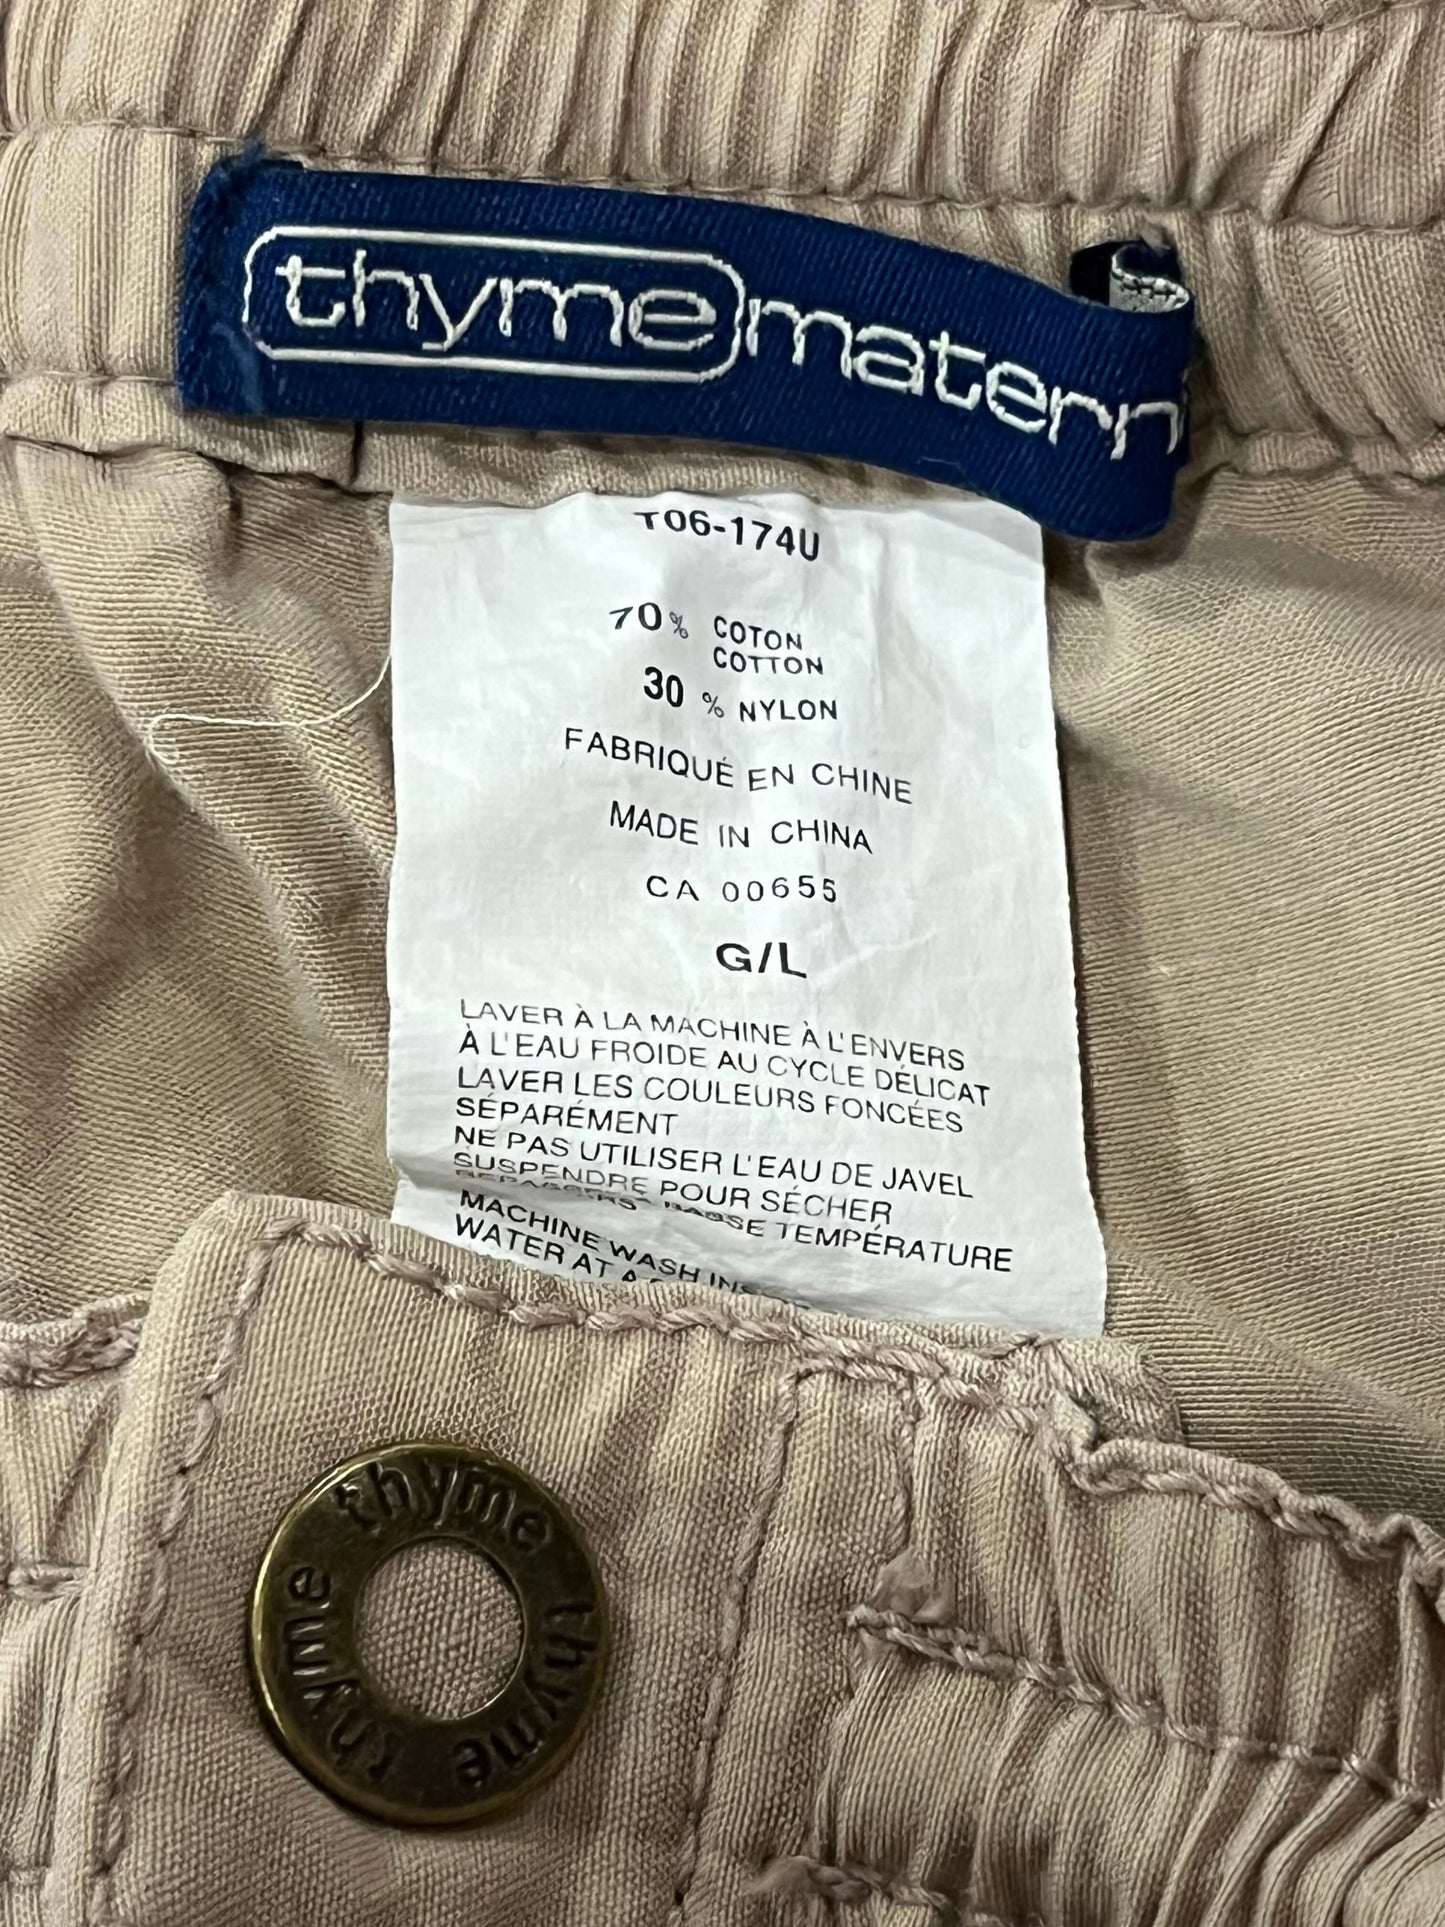 thyme matern
T06-174U
70% COTON
COTTON
30 % NYLON
FABRIQUÉ EN CHINE
MADE IN CHINA
CA 00655
G/L
LAVER À LA MACHINE À L'ENVERS
À L'EAU FROIDE AU CYCLE DÉLICAT
LAVER LES COULEURS FONCÉES
SÉPARÉMENT
NE PAS UTILISER L'EAU DE JAVEL
SUSPENDRE POUR SÉCHER
TEMPÉRATURE
MACHINE WASH
WATER AT
thyme thyme thyme thyme